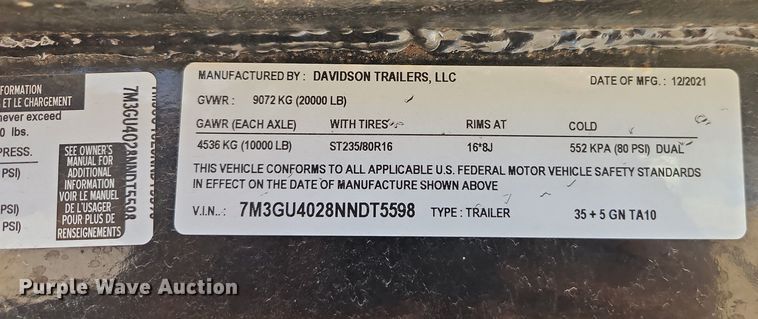 FORMATION
ET LE CHARGEMENT
never exceed
0 lbs.
PRESS.
PSI)
PSI)
PSI)
SEE OWNER'S
MANUAL FOR
ADDITIONAL
INFORMATION
VOIR LE MANUEL
DE L'USAGER
POUR PLUS DE
RENSEIGNEMENTS
7M3GU4028NNDT5598
MANUFACTURED BY: DAVIDSON TRAILERS, LLC DATE OF MFG. : 12/2021
GVWR : 9072 KG (20000 LB)
GAWR (EACH AXLE) WITH TIRES RIMS AT COLD
4536 KG (10000 LB) ST235/80R16 16*8J 552 KPA (80 PSI) DUAL
THIS VEHICLE CONFORMS TO ALL APPLICABLE U.S. FEDERAL MOTOR VEHICLE SAFETY STANDARDS
IN EFFECT ON THE DATE OF MANUFACTURE SHOWN ABOVE
V.I.N.: 7M3GU4028NNDT5598 TYPE : TRAILER 35 + 5 GN TA10
Purple Wave Auction